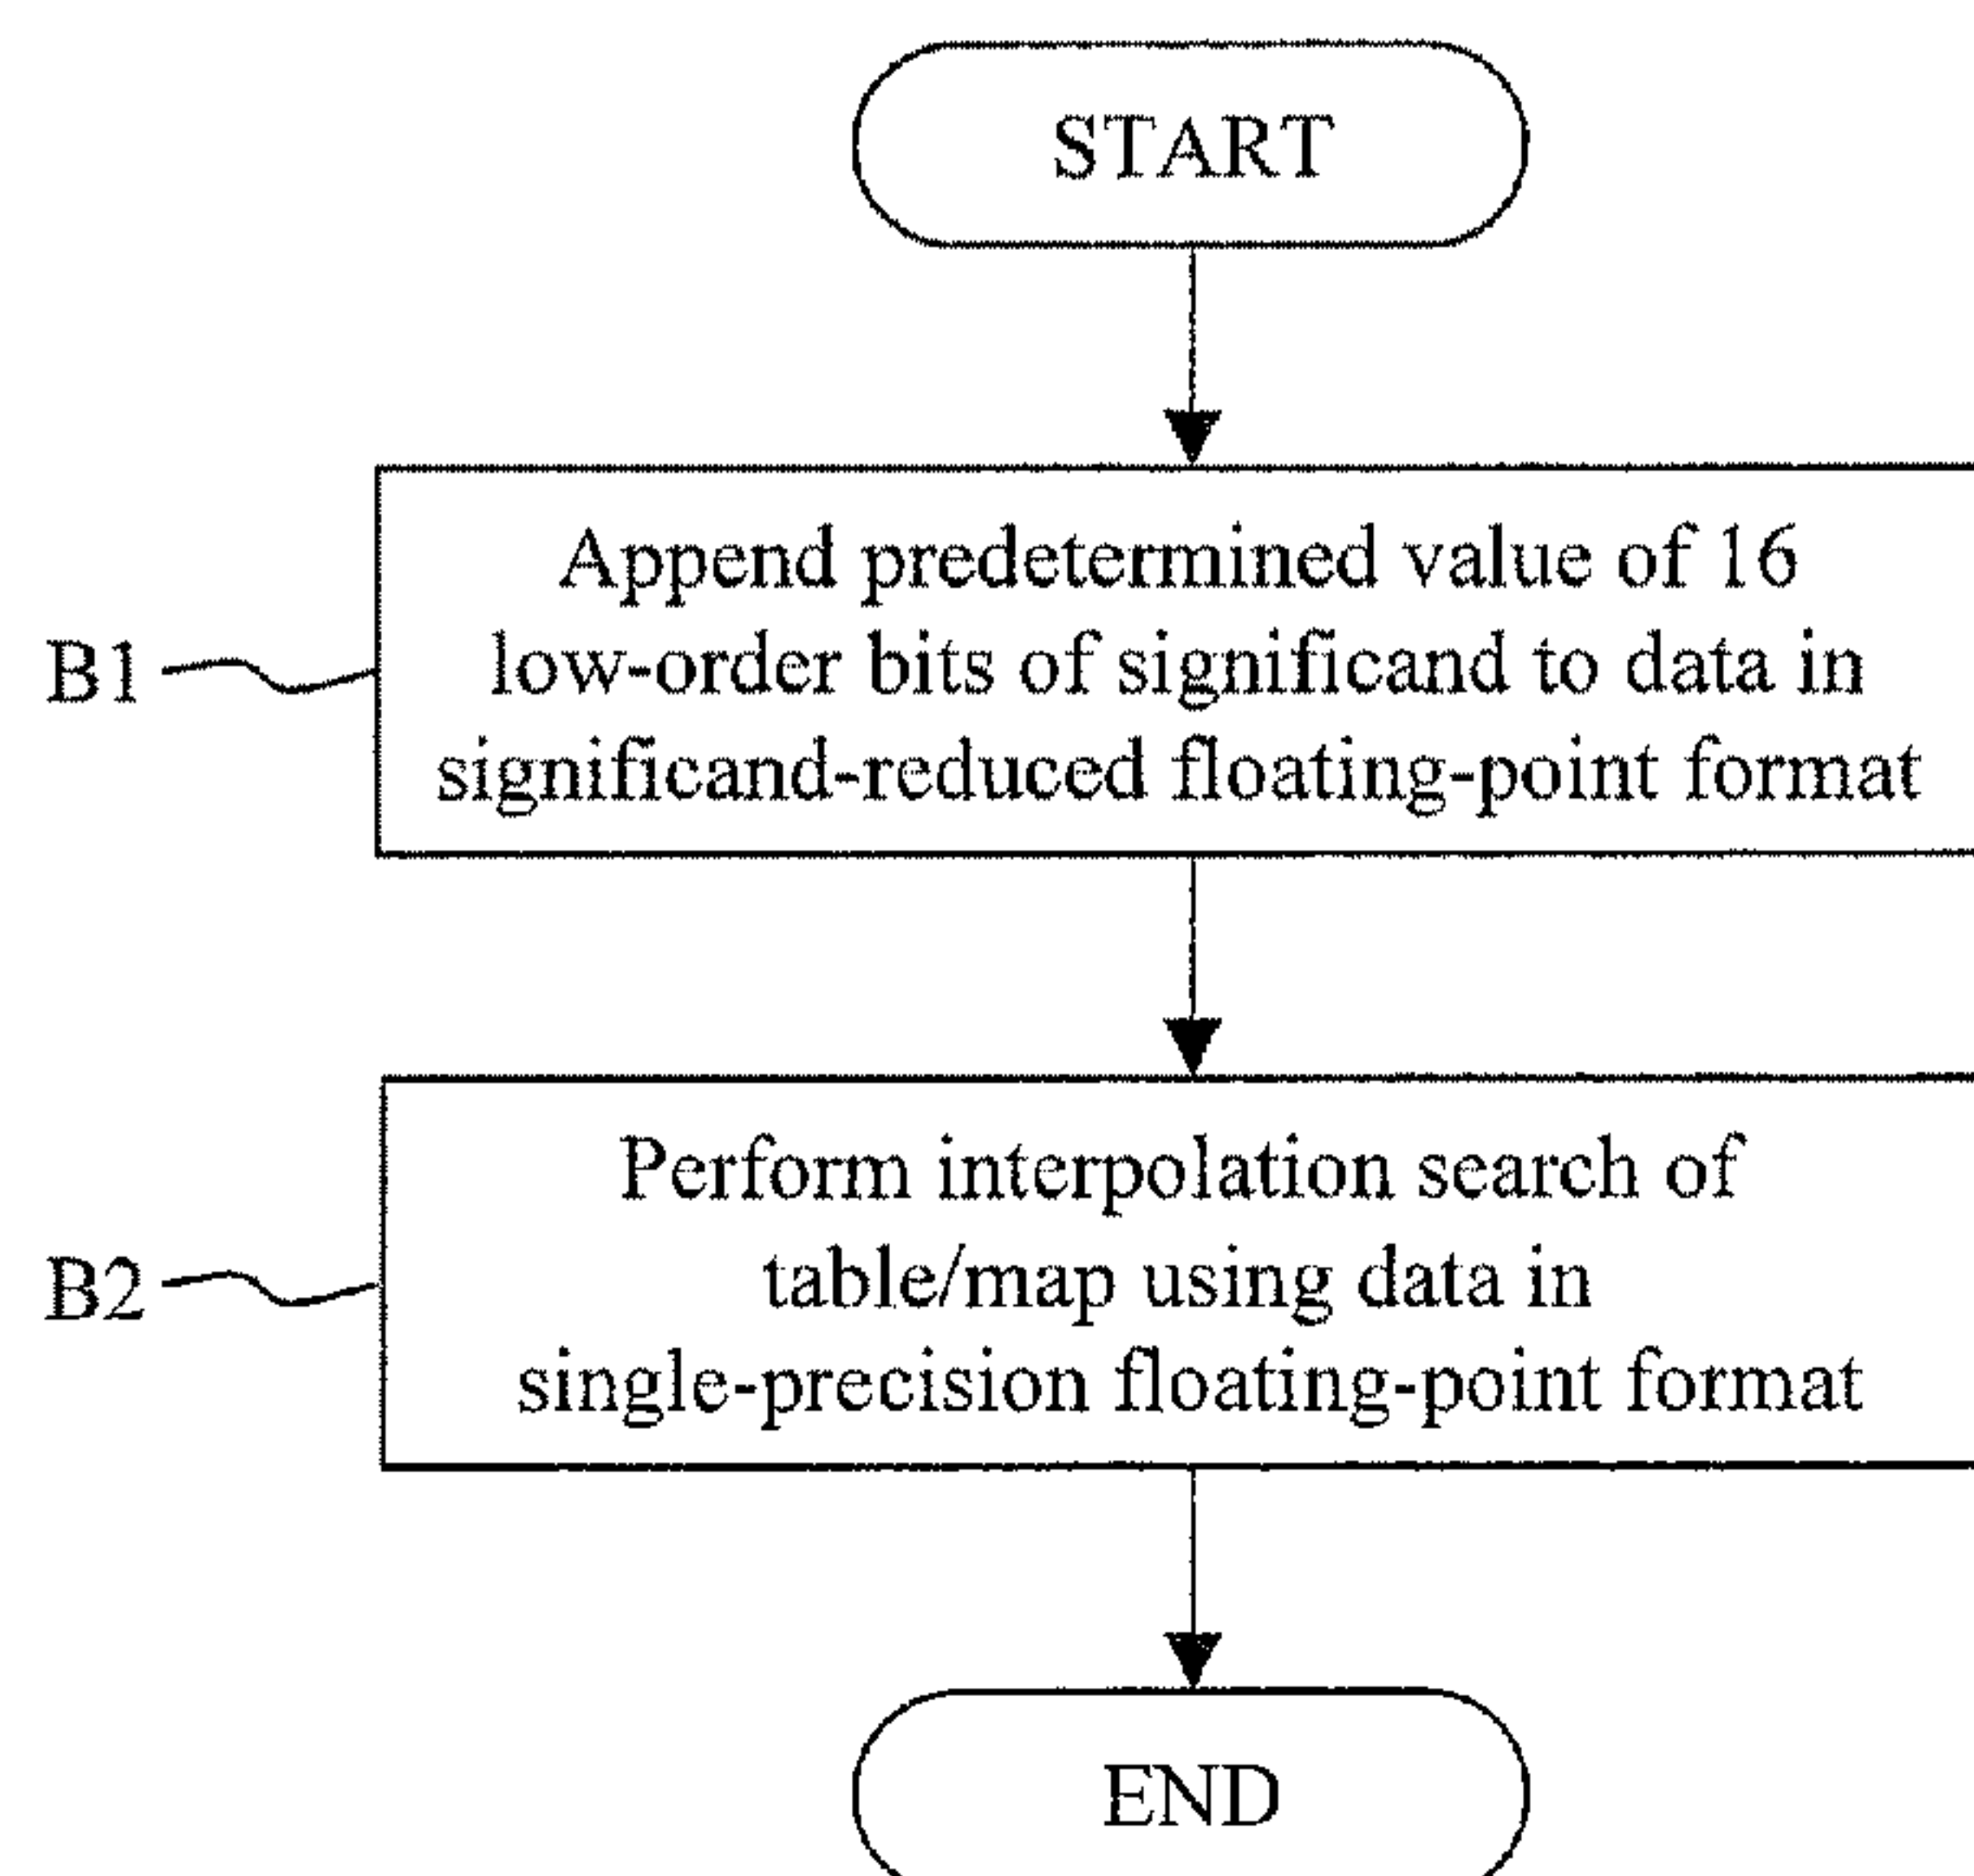 START
Append predetermined value of 16
low-order bits of significand to data in
significand-reduced floating-point format
B1
Perform interpolation search of
table/map using data in
single-precision floating-point format
B2
END